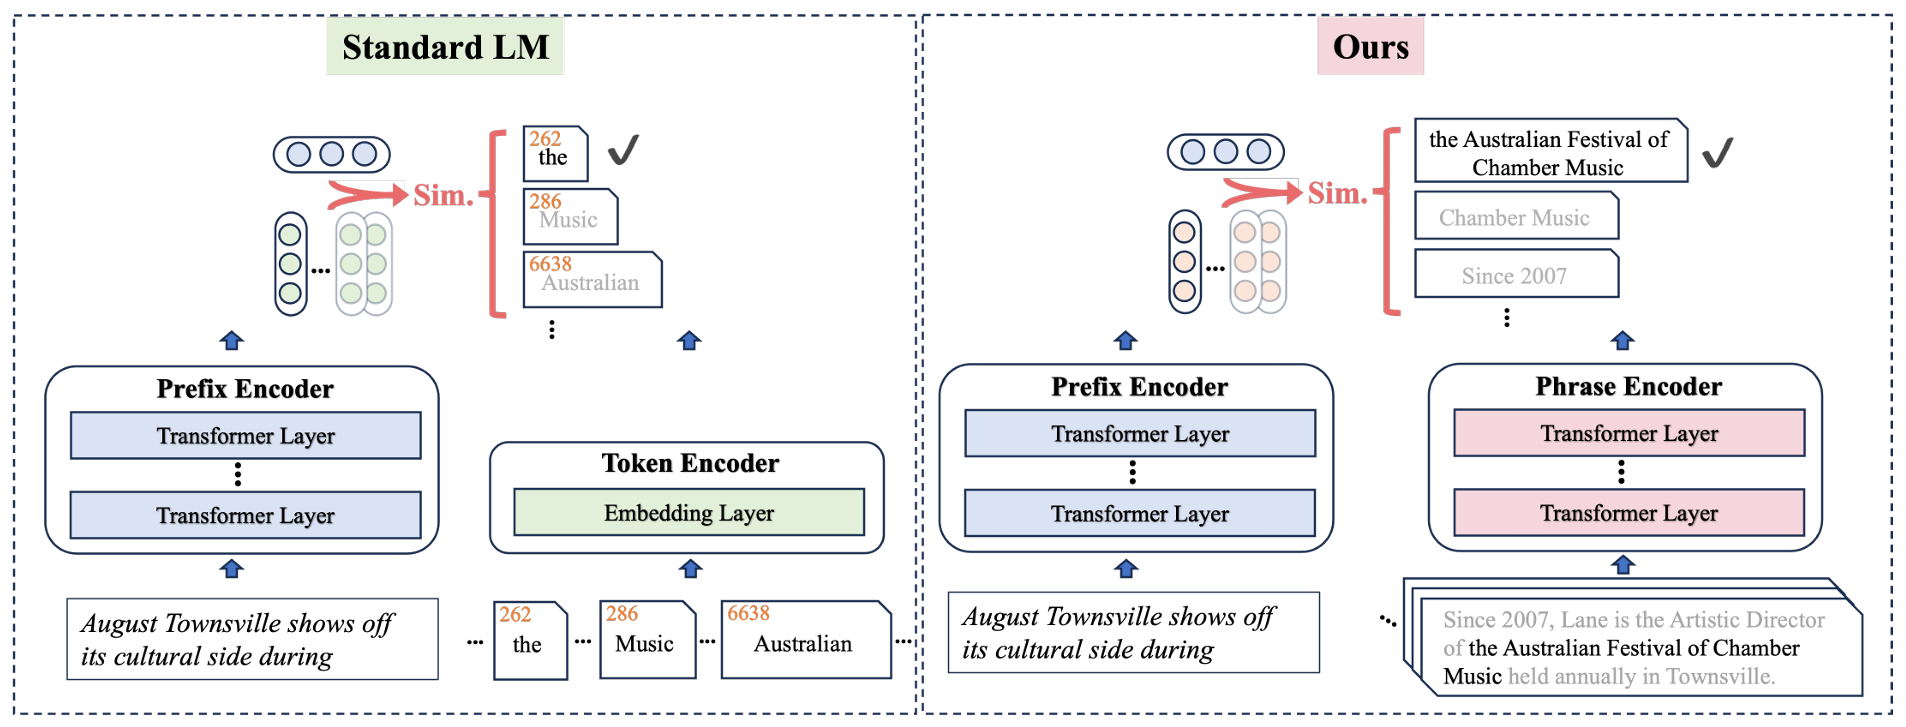 Standard LM
262
the
286
Music
6638
Australian
Sim.
Prefix Encoder
Transformer Layer
Transformer Layer
Token Encoder
Embedding Layer
August Townsville shows off
its cultural side during
...
262
the
...
286
Music
...
6638
Australian
...
Ours
the Australian Festival of
Chamber Music
Chamber Music
Since 2007
Sim.
Prefix Encoder
Transformer Layer
Transformer Layer
Phrase Encoder
Transformer Layer
Transformer Layer
August Townsville shows off
its cultural side during
Since 2007, Lane is the Artistic Director
of the Australian Festival of Chamber
Music held annually in Townsville.